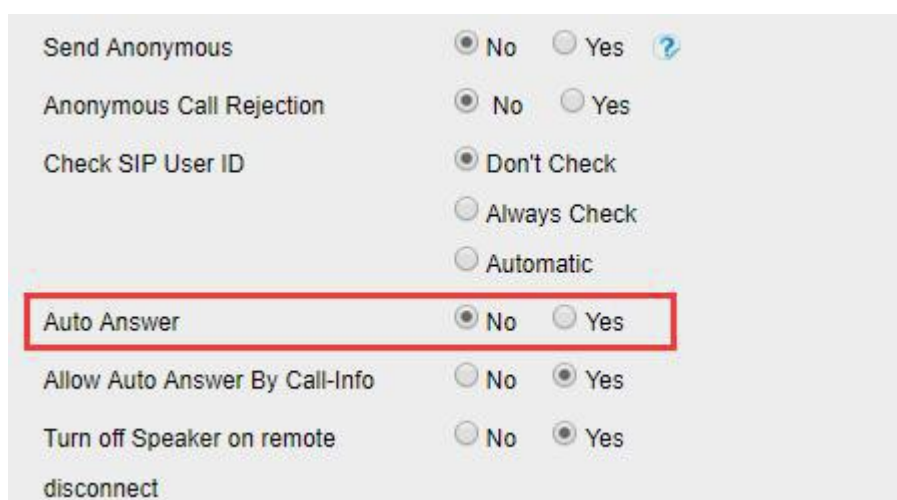 Send Anonymous No Yes ?
Anonymous Call Rejection No Yes
Check SIP User ID Don't Check
Always Check
Automatic
Auto Answer No Yes
Allow Auto Answer By Call-Info No Yes
Turn off Speaker on remote No Yes
disconnect